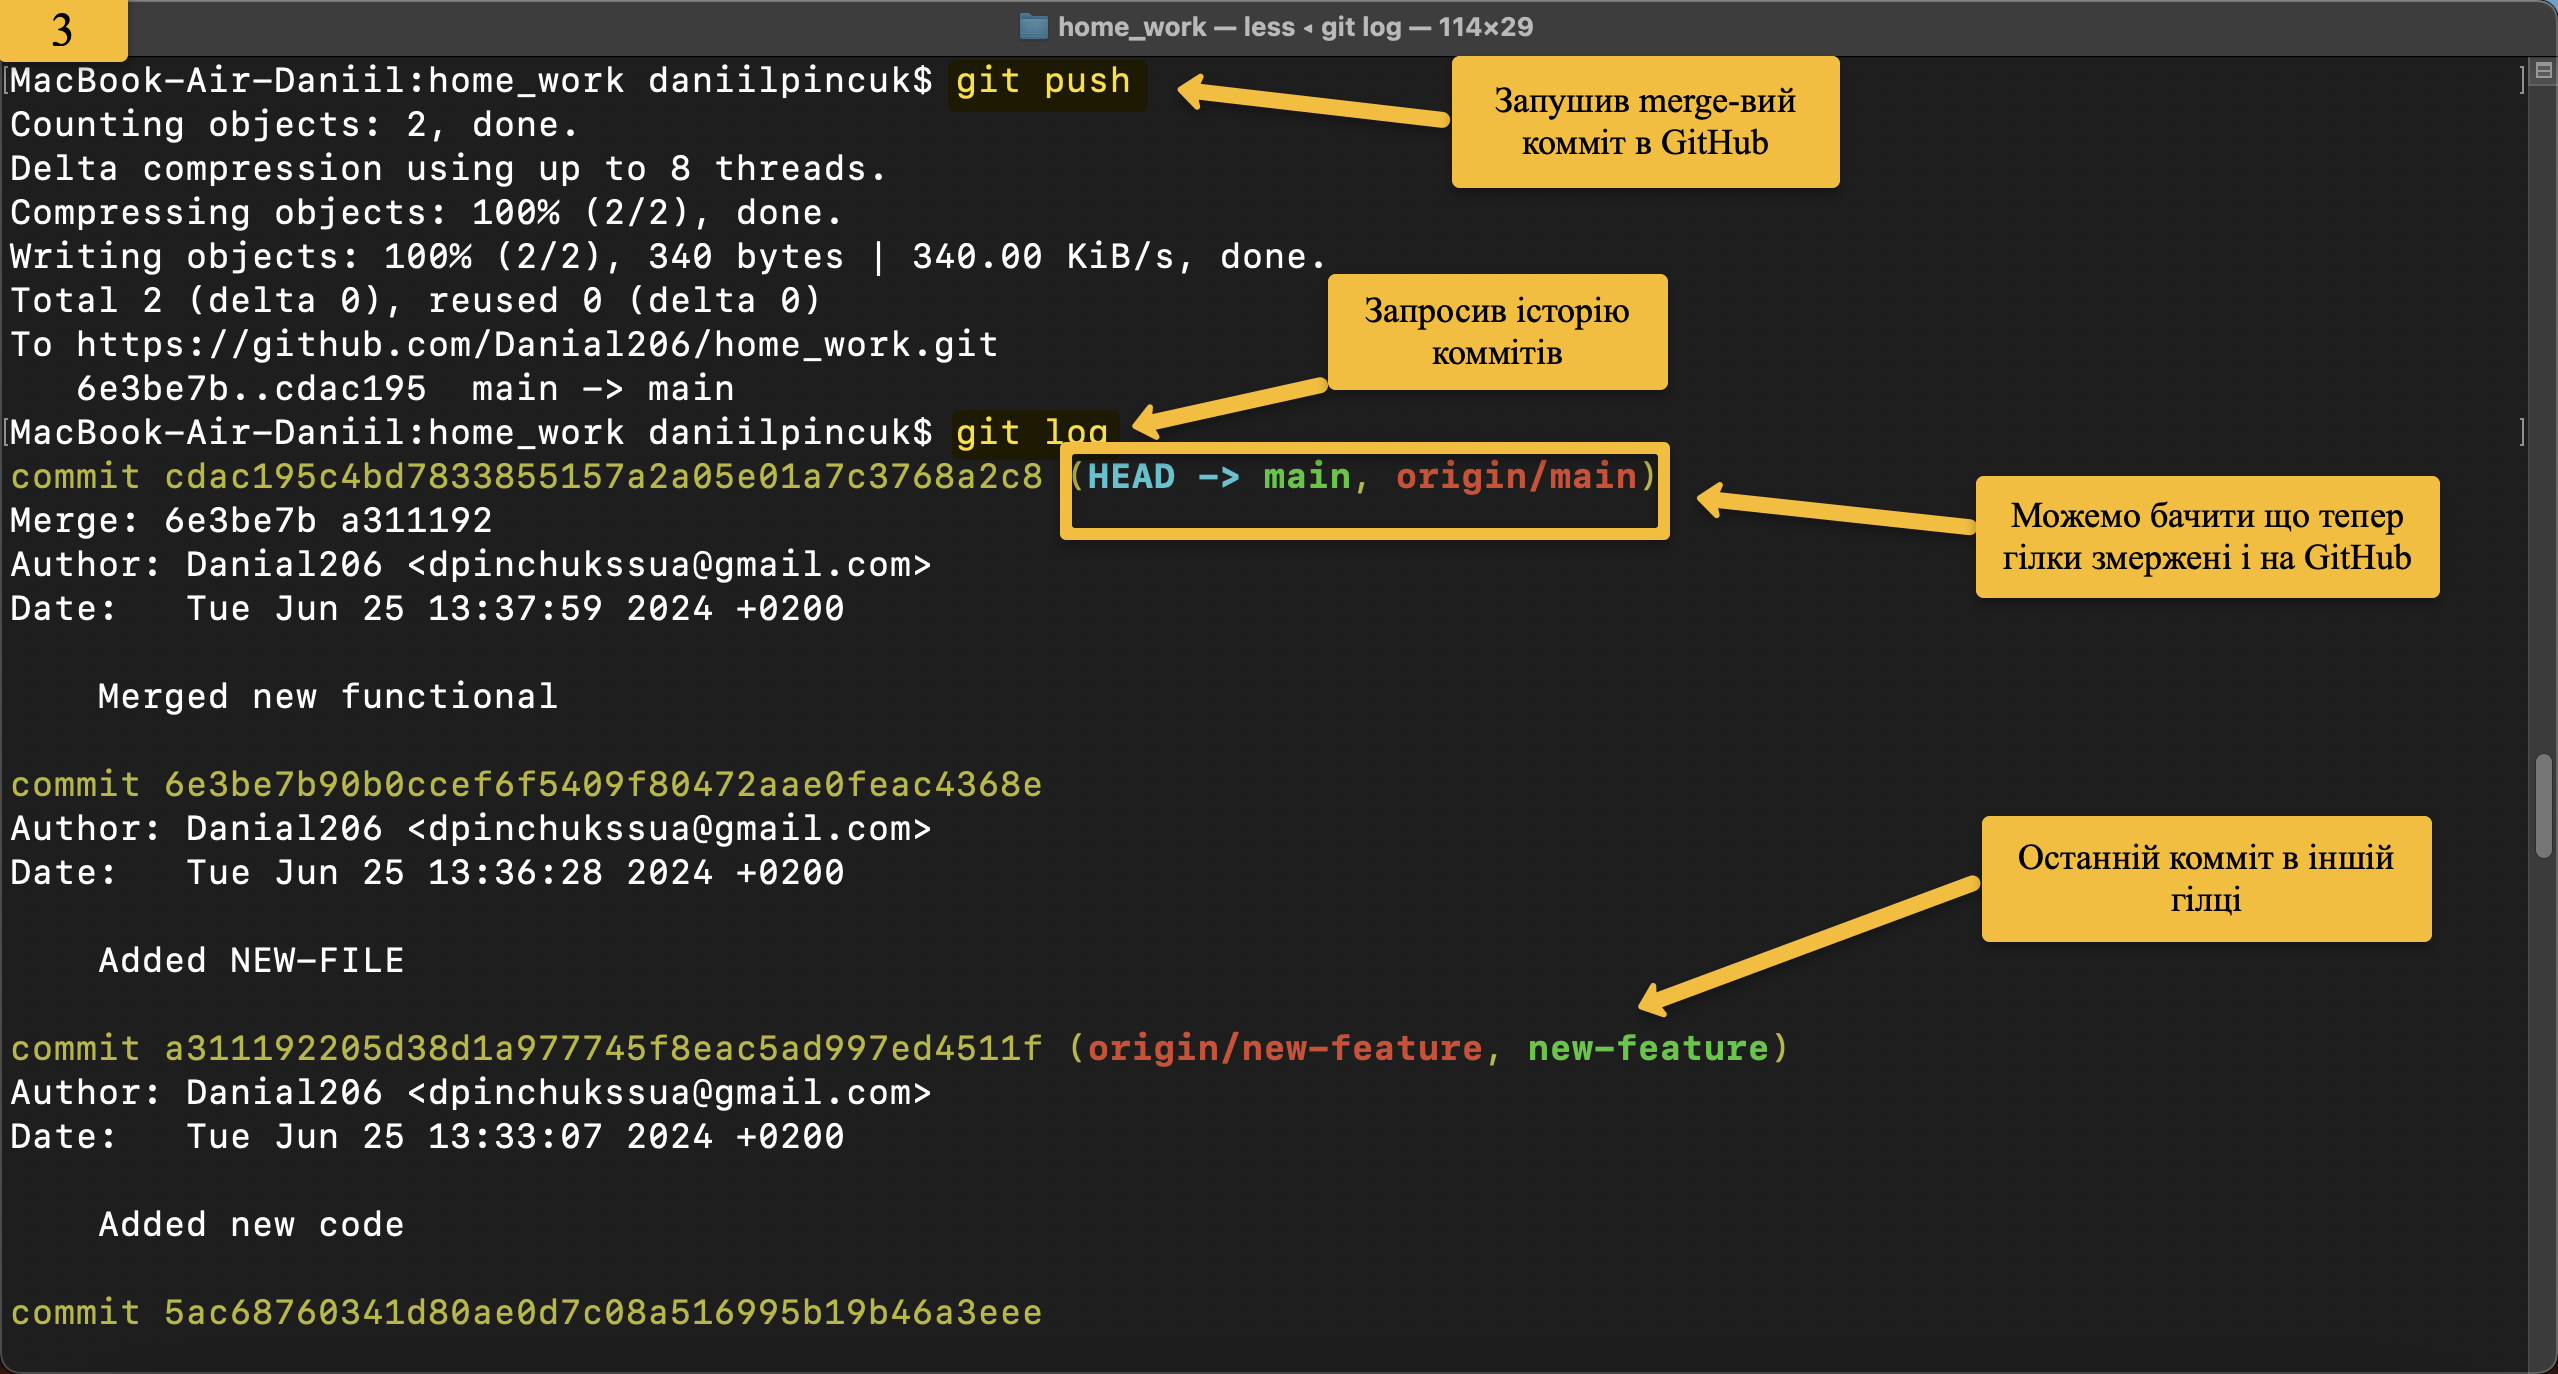 3
home_work — less ◂ git log — 114×29
MacBook-Air-Daniil:home_work daniilpincuk$ git push
Запушив merge-вий
комміт в GitHub
Counting objects: 2, done.
Delta compression using up to 8 threads.
Compressing objects: 100% (2/2), done.
Writing objects: 100% (2/2), 340 bytes | 340.00 KiB/s, done.
Total 2 (delta 0), reused 0 (delta 0)
To https://github.com/Danial206/home_work.git
   6e3be7b..cdac195  main -> main
Запросив історію
коммітів
MacBook-Air-Daniil:home_work daniilpincuk$ git log
commit cdac195c4bd7833855157a2a05e01a7c3768a2c8 (HEAD -> main, origin/main)
Можемо бачити що тепер
гілки змержені і на GitHub
Merge: 6e3be7b a311192
Author: Danial206 <dpinchukssua@gmail.com>
Date:   Tue Jun 25 13:37:59 2024 +0200
    Merged new functional
commit 6e3be7b90b0ccef6f5409f80472aae0feac4368e
Author: Danial206 <dpinchukssua@gmail.com>
Date:   Tue Jun 25 13:36:28 2024 +0200
Останній комміт в іншій
гілці
    Added NEW-FILE
commit a311192205d38d1a977745f8eac5ad997ed4511f (origin/new-feature, new-feature)
Author: Danial206 <dpinchukssua@gmail.com>
Date:   Tue Jun 25 13:33:07 2024 +0200
    Added new code
commit 5ac68760341d80ae0d7c08a516995b19b46a3eee